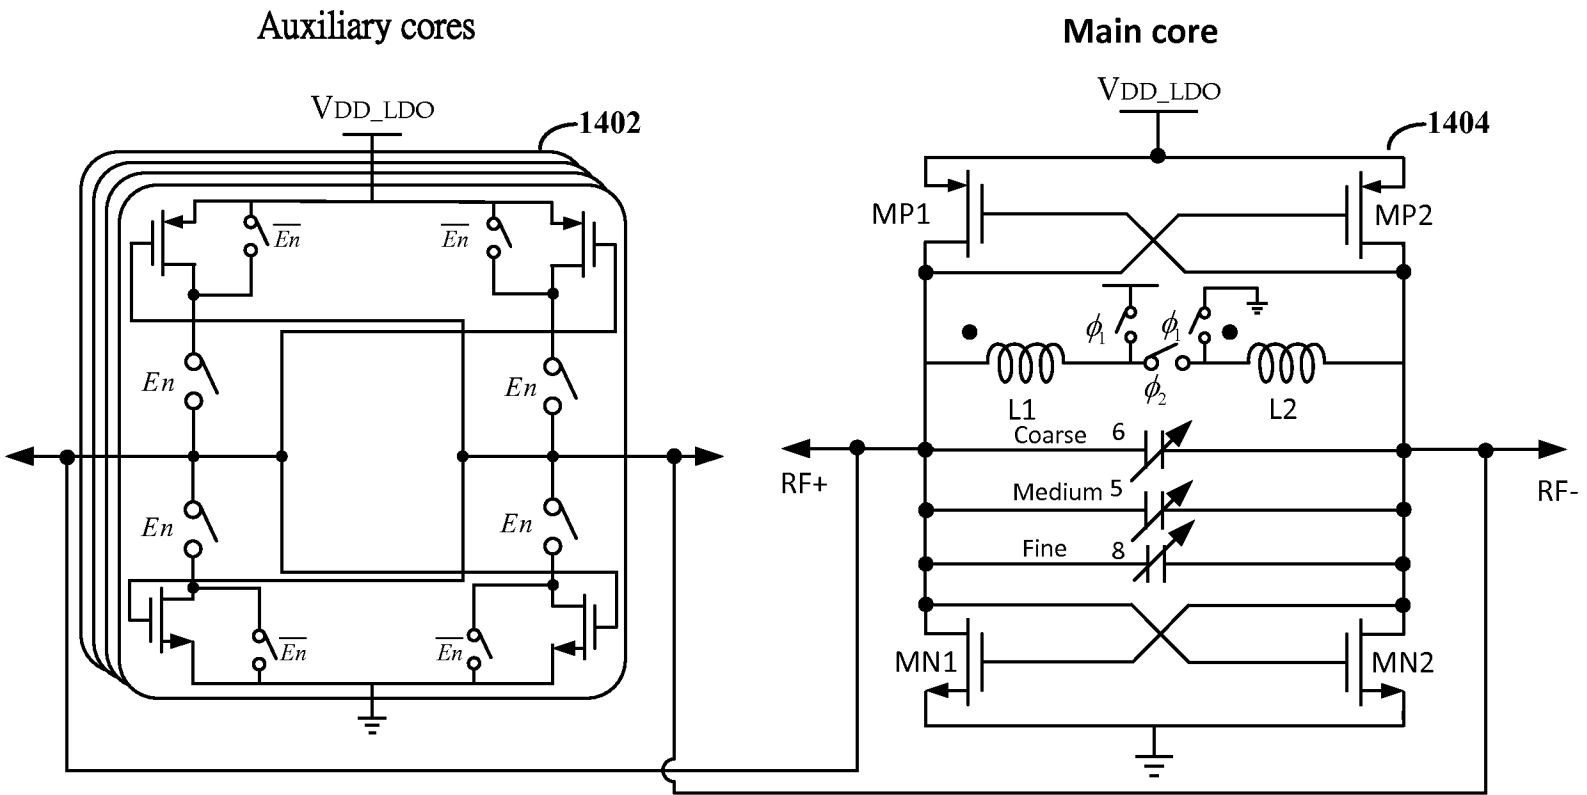 Auxiliary cores
Main core
VDD_LDO
1402
VDD_LDO
1404
En
En
MP1
MP2
En
En
ϕ1
ϕ1
ϕ2
L1
L2
Coarse 6
RF+
RF-
Medium 5
En
En
Fine 8
En
En
MN1
MN2